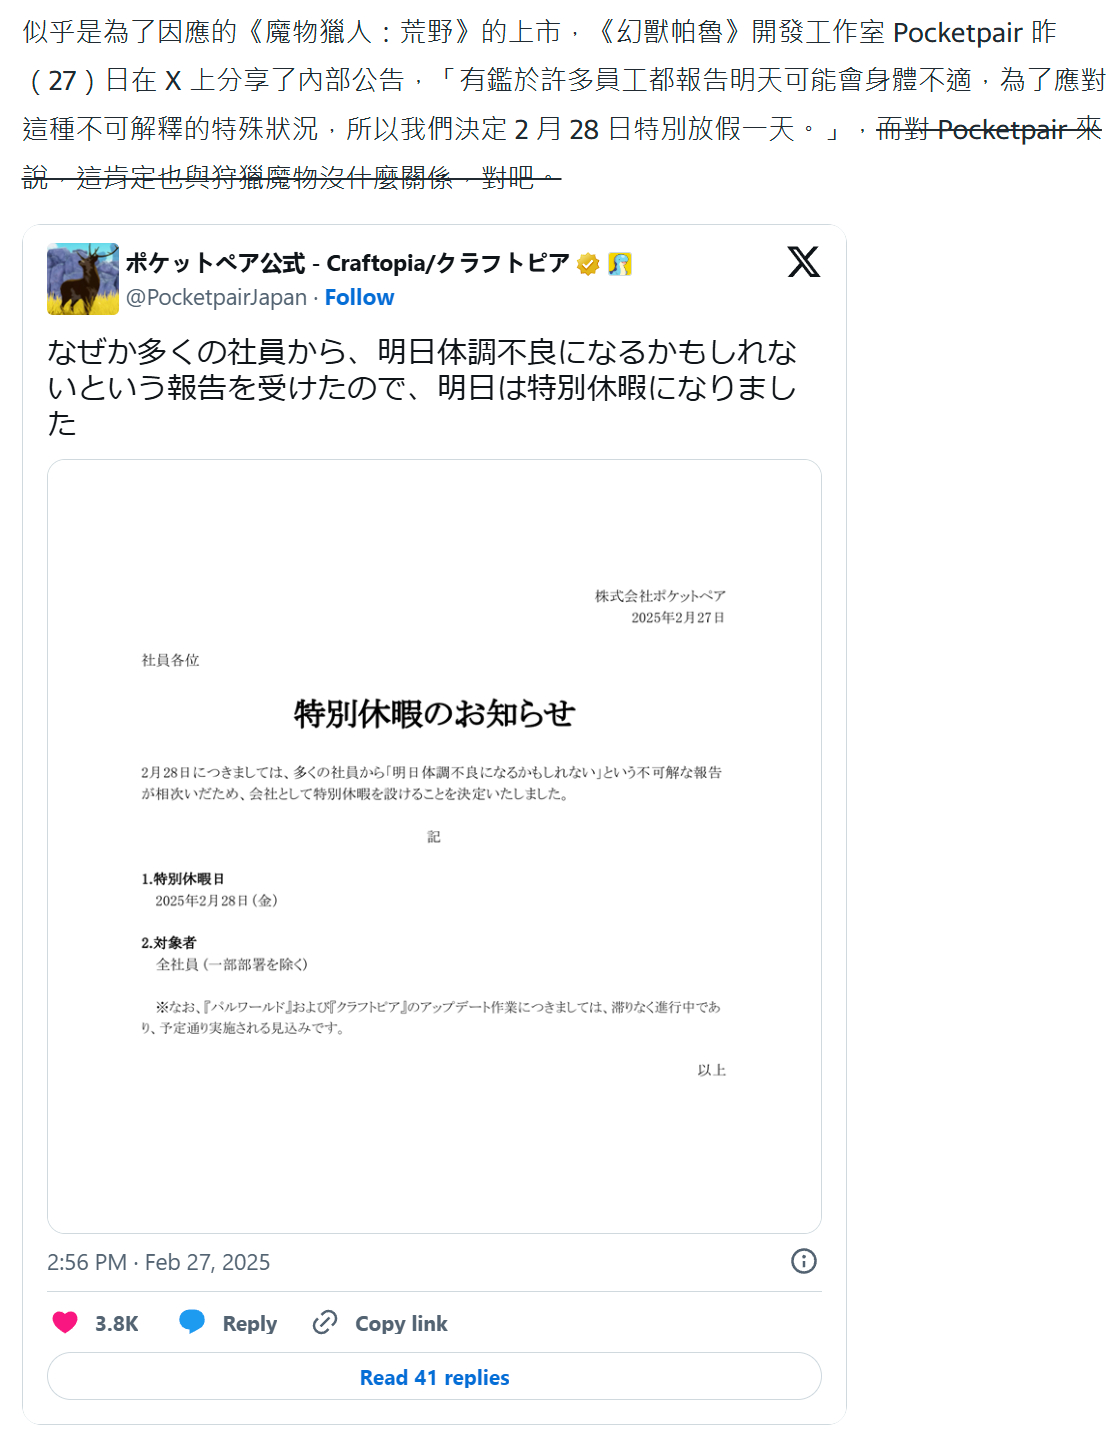 似乎是為了因應的《魔物獵人：荒野》的上市，《幻獸帕魯》開發工作室 Pocketpair 昨
（27）日在 X 上分享了內部公告，「有鑑於許多員工都報告明天可能會身體不適，為了應對
這種不可解釋的特殊狀況，所以我們決定 2 月 28 日特別放假一天。」，而對 Pocketpair 來
說，這肯定也與狩獵魔物沒什麼關係，對吧。
ポケットペア公式 - Craftopia/クラフトピア
@PocketpairJapan · Follow
なぜか多くの社員から、明日体調不良になるかもしれな
いという報告を受けたので、明日は特別休暇になりまし
た
株式会社ポケットペア
2025年2月27日
社員各位
特別休暇のお知らせ
2月28日につきましては、多くの社員から「明日体調不良になるかもしれない」という不可解な報告
が相次いだため、会社として特別休暇を設けることを決定いたしました。
記
1.特別休暇日
2025年2月28日（金）
2.対象者
全社員（一部部署を除く）
※なお、『パルワールド』および『クラフトピア』のアップデート作業につきましては、滞りなく進行中であ
り、予定通り実施される見込みです。
以上
2:56 PM · Feb 27, 2025
3.8K Reply Copy link
Read 41 replies